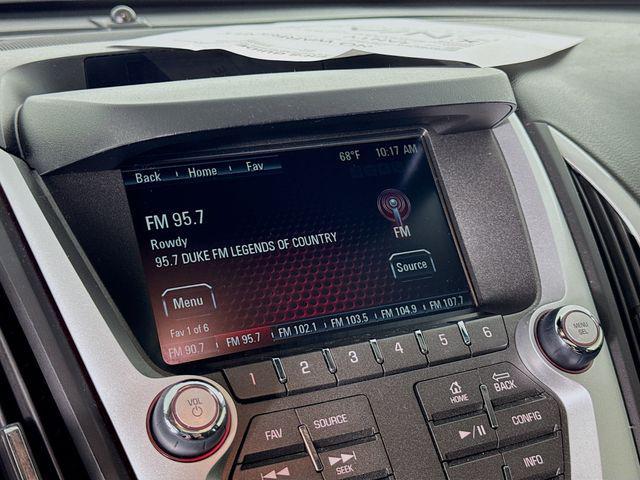 Back Home Fav 68°F 10:17 AM
FM 95.7
Rowdy
95.7 DUKE FM LEGENDS OF COUNTRY
FM
Source
Menu
Fav 1 of 6
FM 90.7 FM 95.7 FM 102.1 FM 103.5 FM 104.9 FM 107.7
1 2 3 4 5 6
VOL
MENU
SEL
FAV SOURCE
SEEK
HOME BACK
CONFIG
INFO